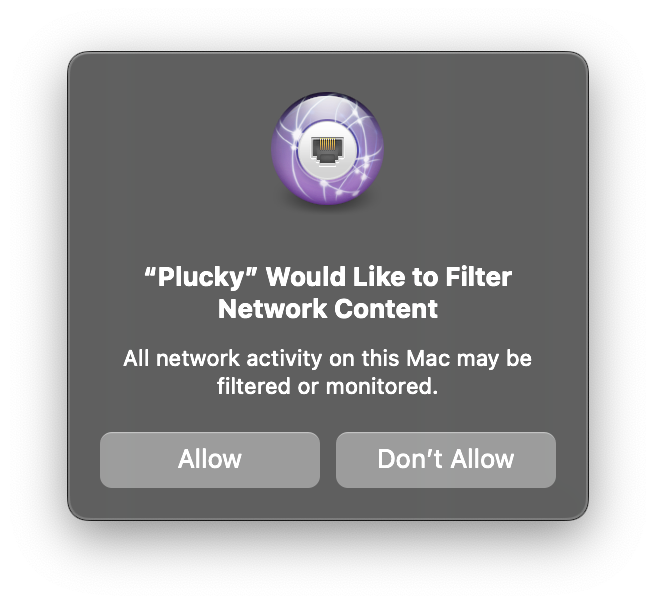 “Plucky” Would Like to Filter
Network Content
All network activity on this Mac may be
filtered or monitored.
Allow
Don’t Allow